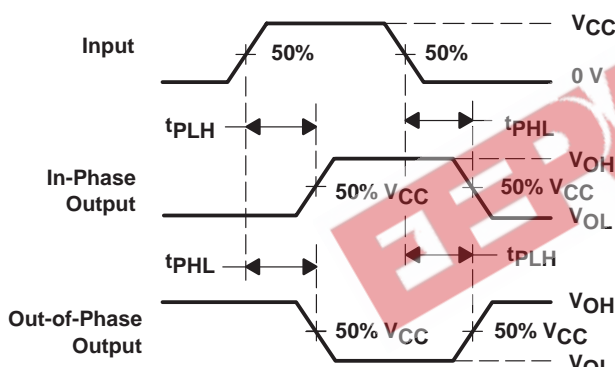 VCC
Input
50%
50%
0 V
tPLH
tPHL
VOH
In-Phase
Output
50% VCC
50% VCC
VOL
tPHL
tPLH
VOH
Out-of-Phase
Output
50% VCC
50% VCC
VOL